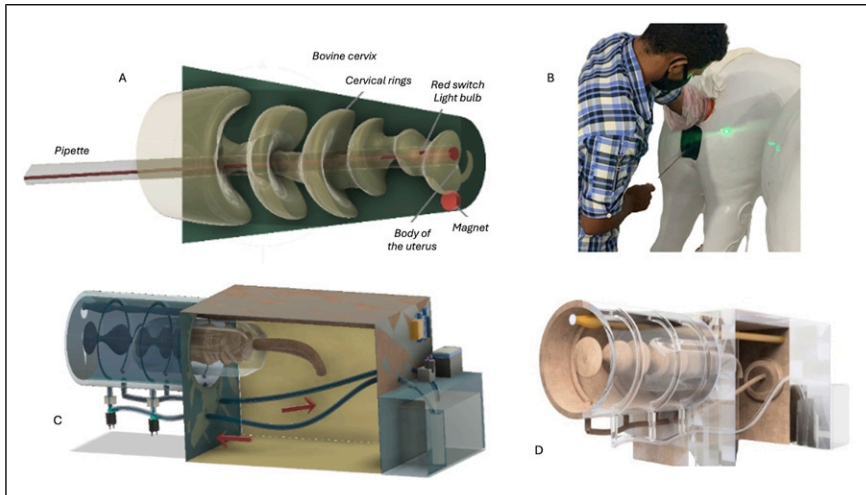 A
Bovine cervix
B
Cervical rings
Red switch
Light bulb
Pipette
Body of
the uterus
Magnet
C
D